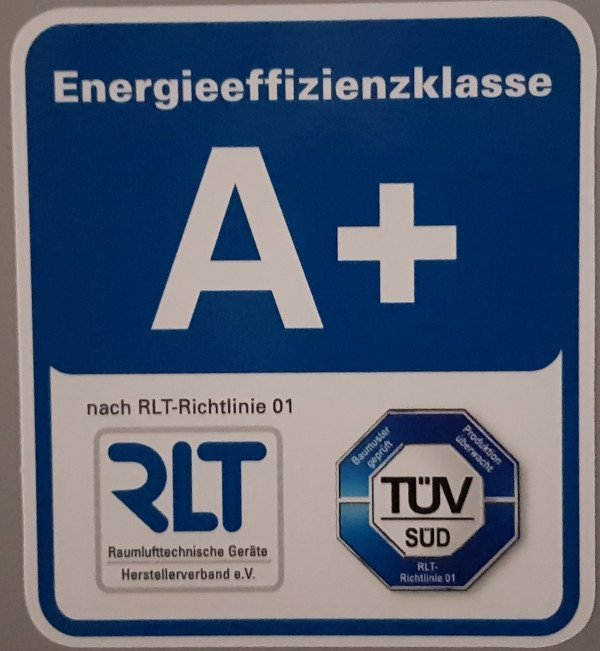 Energieeffizienzklasse
A+
nach RLT-Richtlinie 01
RLT
Raumlufttechnische Geräte
Herstellerverband e.V.
Baumuster
geprüft
Produktion
überwacht
TÜV
SÜD
RLT-
Richtlinie 01